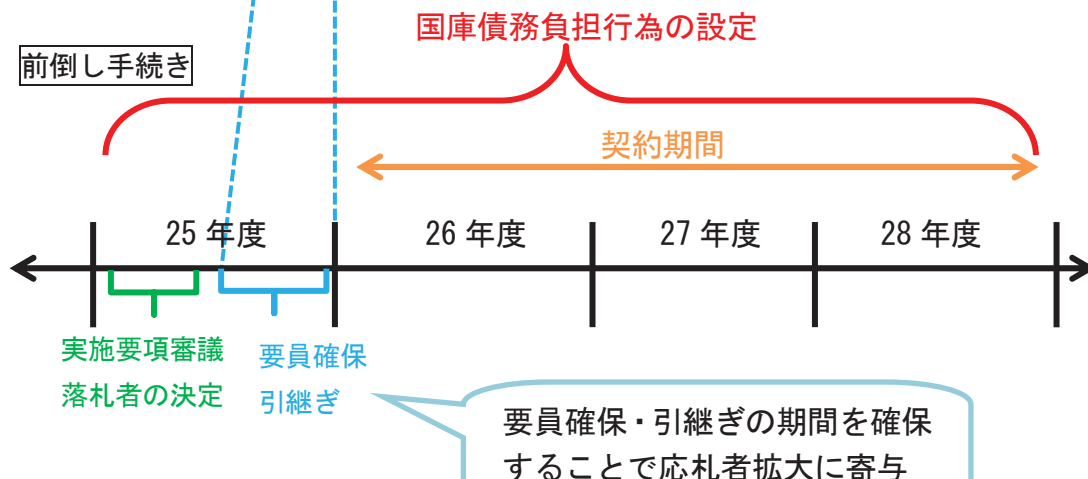 国庫債務負担行為の設定
前倒し手続き
契約期間
25 年度
26 年度
27 年度
28 年度
実施要項審議
落札者の決定
要員確保
引継ぎ
要員確保・引継ぎの期間を確保
することで応札者拡大に寄与